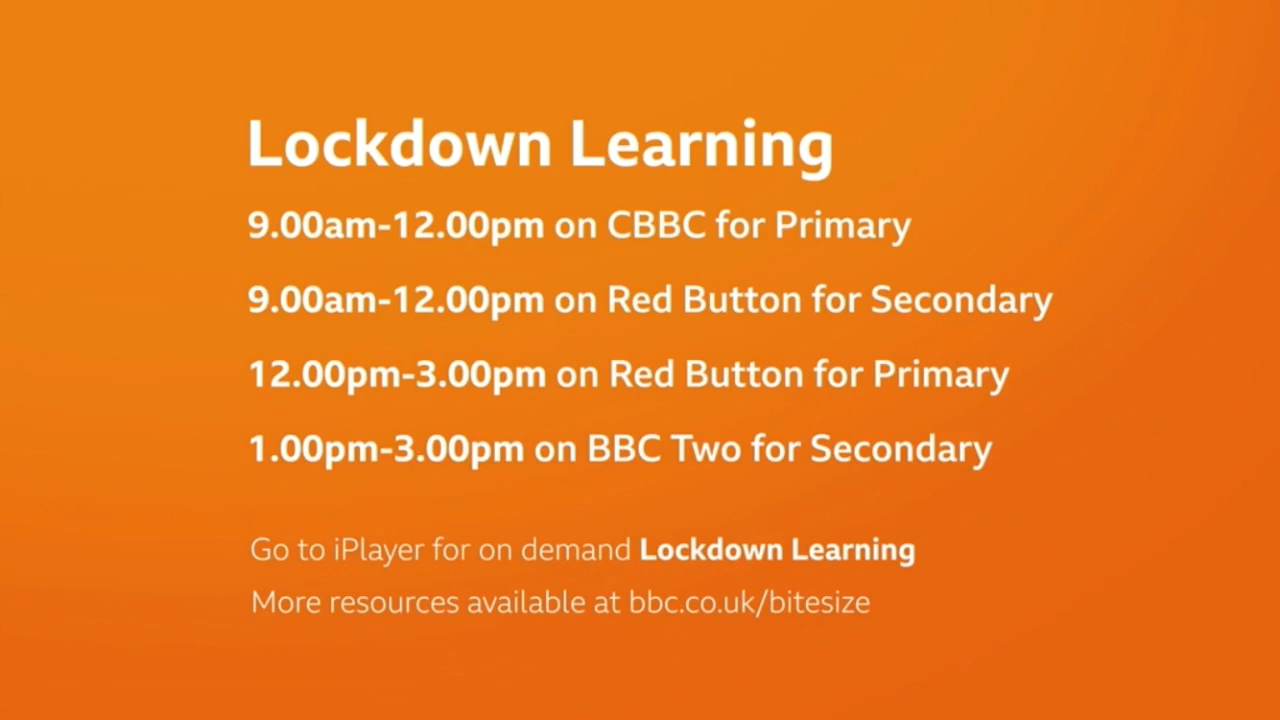 Lockdown Learning
9.00am-12.00pm on CBBC for Primary
9.00am-12.00pm on Red Button for Secondary
12.00pm-3.00pm on Red Button for Primary
1.00pm-3.00pm on BBC Two for Secondary
Go to iPlayer for on demand Lockdown Learning
More resources available at bbc.co.uk/bitesize